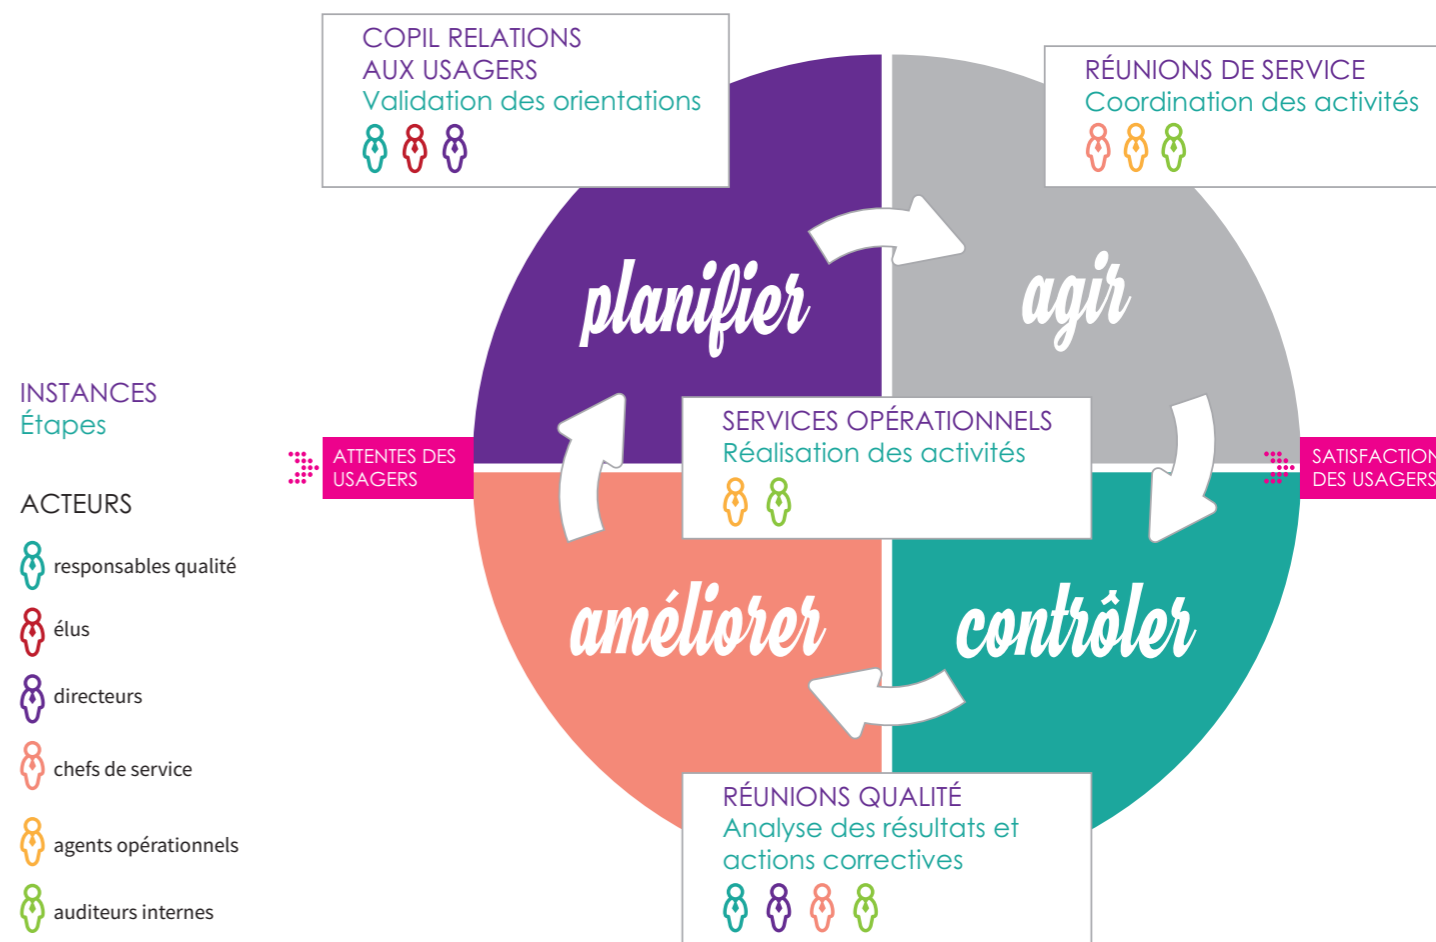 COPIL RELATIONS
AUX USAGERS
Validation des orientations
RÉUNIONS DE SERVICE
Coordination des activités
planifier
agir
INSTANCES
Étapes
ATTENTES DES
USAGERS
SERVICES OPÉRATIONNELS
Réalisation des activités
SATISFACTION
DES USAGERS
ACTEURS
responsables qualité
élus
directeurs
chefs de service
agents opérationnels
auditeurs internes
améliorer
contrôler
RÉUNIONS QUALITÉ
Analyse des résultats et
actions correctives